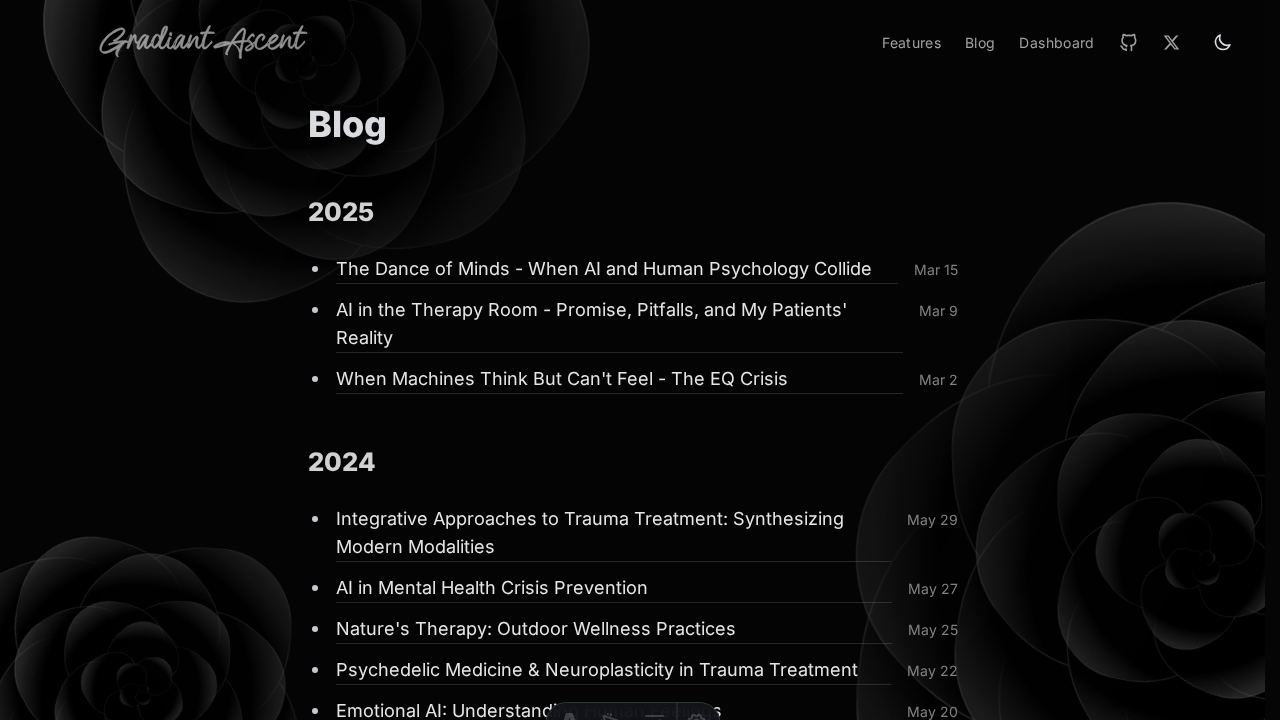 Gradiant Ascent
Features Blog Dashboard
Blog
2025
The Dance of Minds - When AI and Human Psychology Collide Mar 15
AI in the Therapy Room - Promise, Pitfalls, and My Patients' Mar 9
Reality
When Machines Think But Can't Feel - The EQ Crisis Mar 2
2024
Integrative Approaches to Trauma Treatment: Synthesizing May 29
Modern Modalities
AI in Mental Health Crisis Prevention May 27
Nature's Therapy: Outdoor Wellness Practices May 25
Psychedelic Medicine & Neuroplasticity in Trauma Treatment May 22
Emotional AI: Understanding May 20